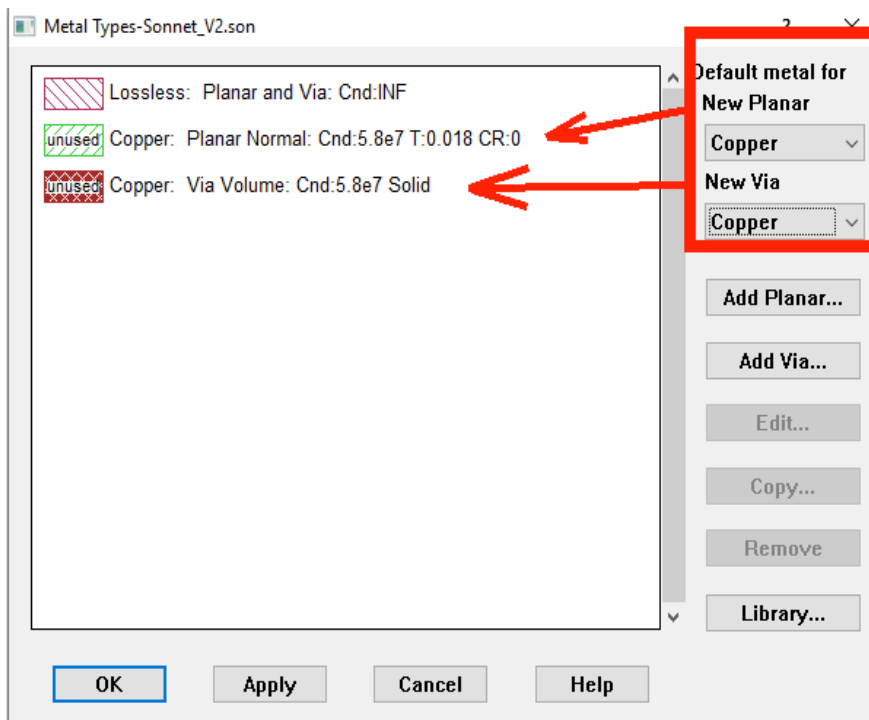 Metal Types-Sonnet_V2.son
?
Default metal for
New Planar
Copper
New Via
Copper
Lossless: Planar and Via: Cnd:INF
unused Copper: Planar Normal: Cnd:5.8e7 T:0.018 CR:0
unused Copper: Via Volume: Cnd:5.8e7 Solid
Add Planar...
Add Via...
Edit...
Copy...
Remove
Library...
OK Apply Cancel Help